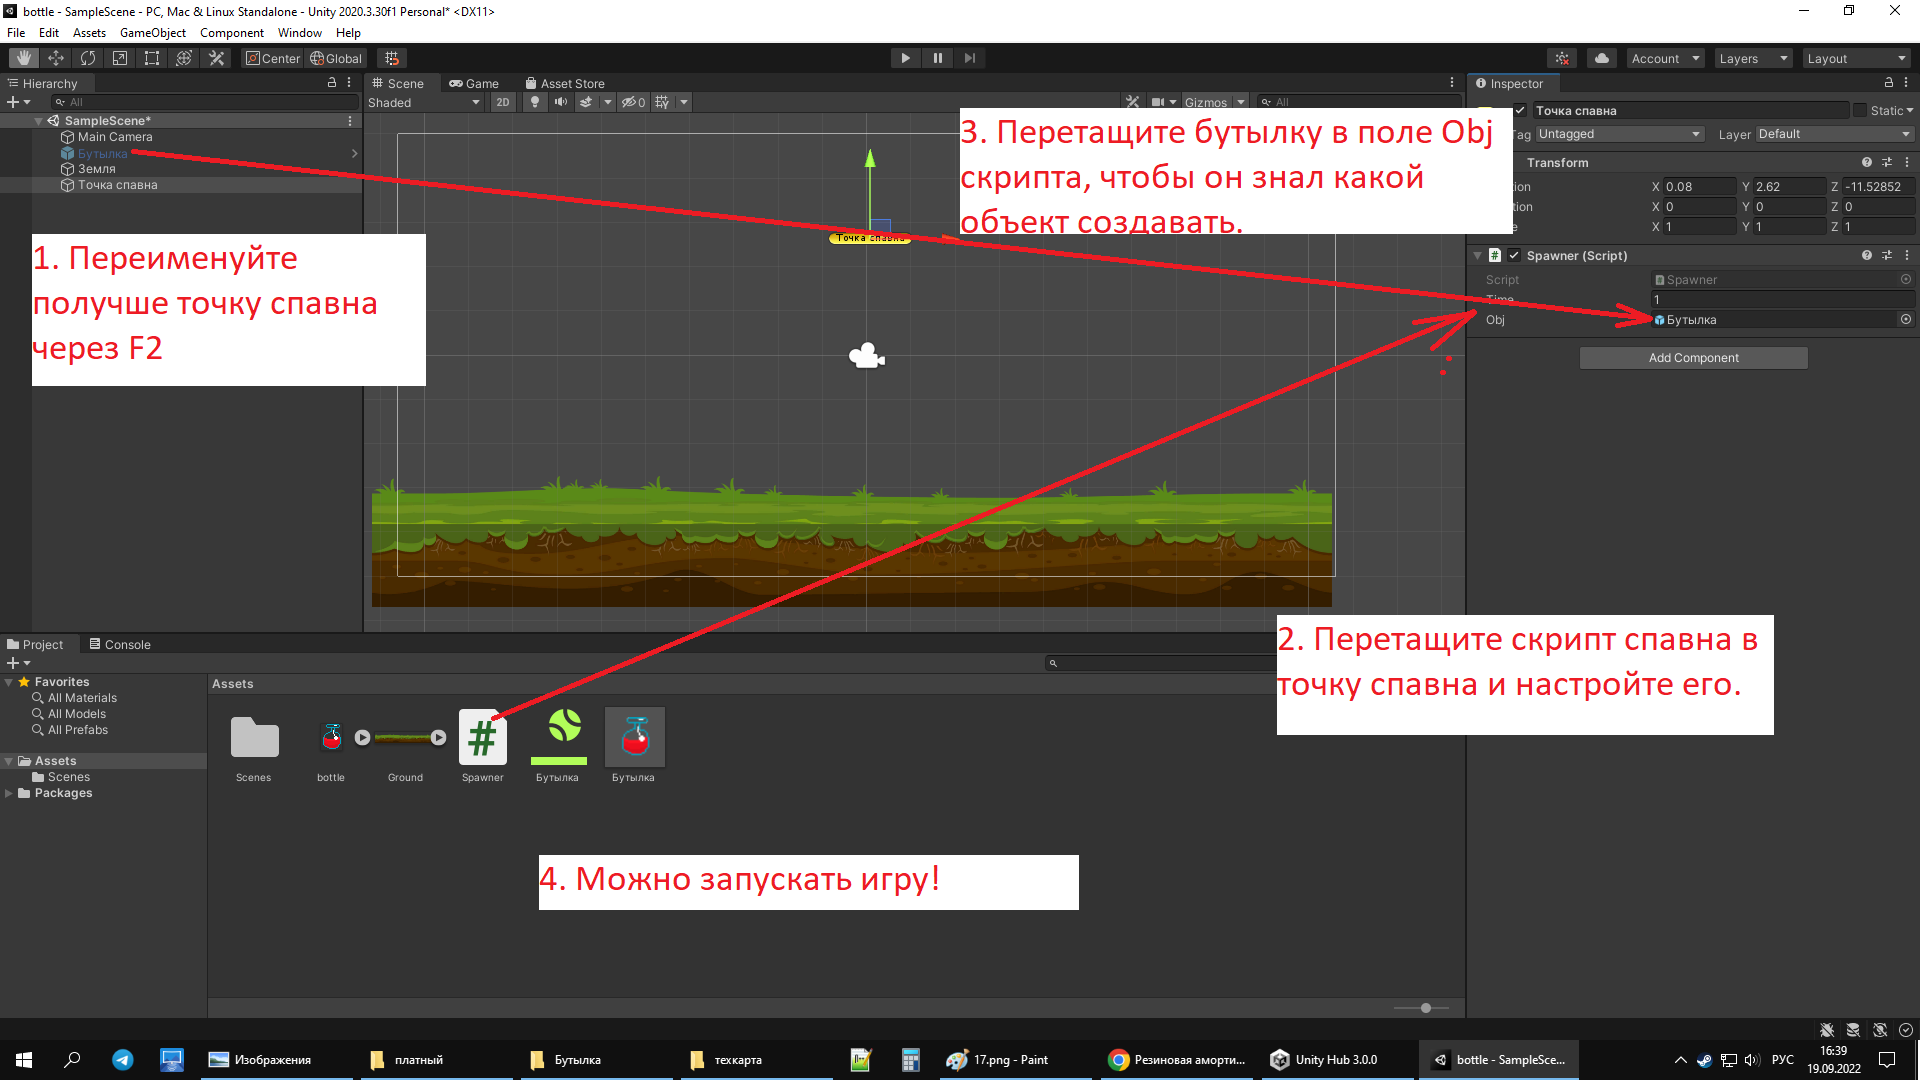 bottle - SampleScene - PC, Mac & Linux Standalone - Unity 2020.3.30f1 Personal* <DX11>
File Edit Assets GameObject Component Window Help
Center Global Account Layers Layout
Hierarchy
All
SampleScene*
Main Camera
Бутылка
Земля
Точка спавна
Scene Game Asset Store
Shaded 2D 0 Gizmos All
Точка спавна
1. Переименуйте
получше точку спавна
через F2
3. Перетащите бутылку в поле Obj
скрипта, чтобы он знал какой
объект создавать.
Inspector
Точка спавна Static
Tag Untagged Layer Default
Transform
X 0.08 Y 2.62 Z -11.52852
X 0 Y 0 Z 0
X 1 Y 1 Z 1
Spawner (Script)
Script Spawner
Time 1
Obj Бутылка
Add Component
2. Перетащите скрипт спавна в
точку спавна и настройте его.
Project Console
Favorites
All Materials
All Models
All Prefabs
Assets
Scenes
Packages
Assets
Scenes bottle Ground Spawner Бутылка Бутылка
4. Можно запускать игру!
Изображения платный Бутылка техкарта 17.png - Paint Резиновая аморти... Unity Hub 3.0.0 bottle - SampleSce... РУС 16:39
19.09.2022